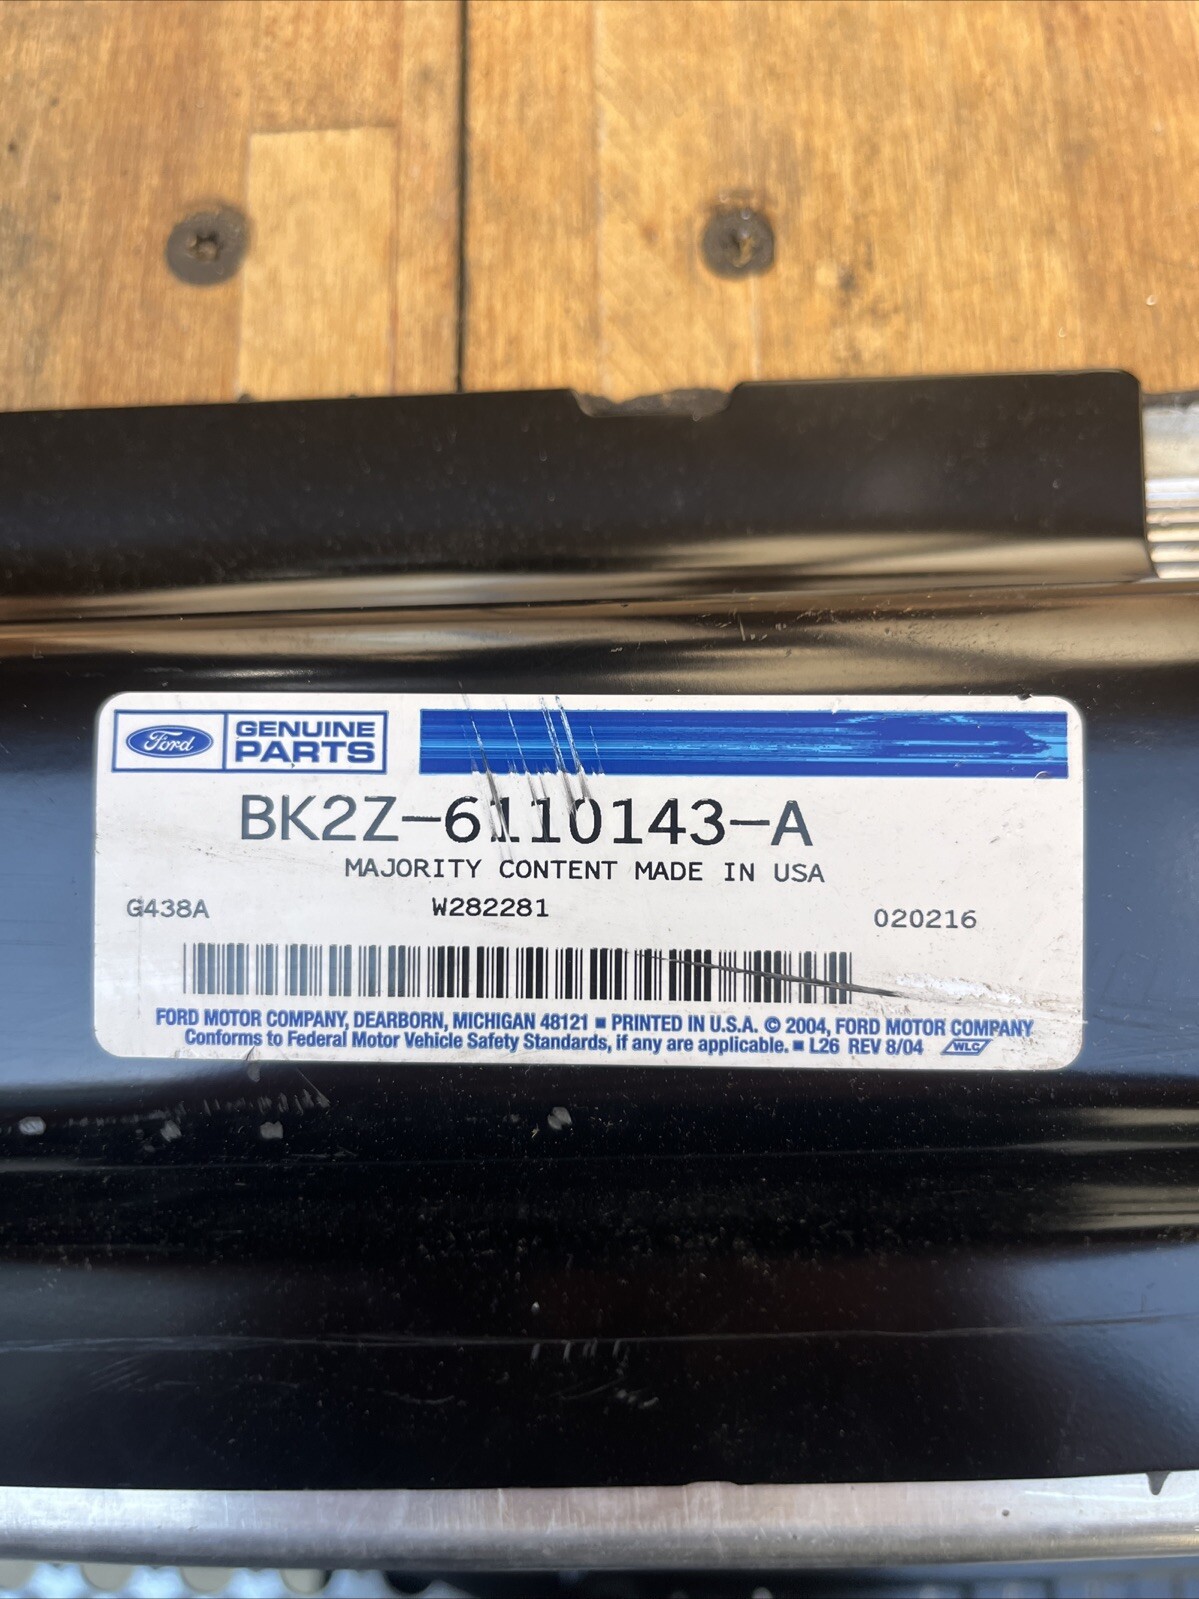 Ford GENUINE PARTS
BK2Z-6110143-A
MAJORITY CONTENT MADE IN USA
G438A W282281 020216
FORD MOTOR COMPANY, DEARBORN, MICHIGAN 48121 ■ PRINTED IN U.S.A. © 2004, FORD MOTOR COMPANY
Conforms to Federal Motor Vehicle Safety Standards, if any are applicable. ■ L26 REV 8/04 WLC